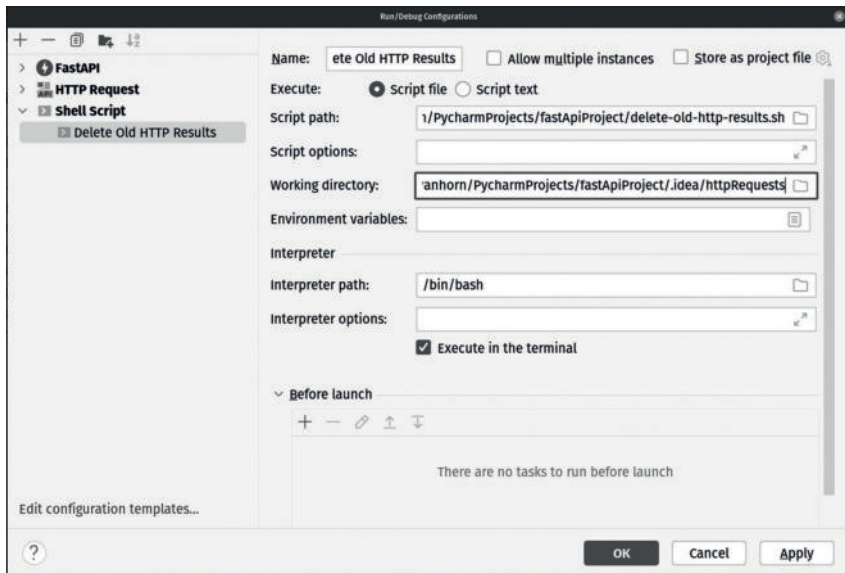 Run/Debug Configurations
FastAPI
HTTP Request
Shell Script
Delete Old HTTP Results
Edit configuration templates...
Name: ete Old HTTP Results Allow multiple instances Store as project file
Execute: Script file Script text
Script path: /PycharmProjects/fastApiProject/delete-old-http-results.sh
Script options:
Working directory: anhorn/PycharmProjects/fastApiProject/.idea/httpRequests
Environment variables:
Interpreter
Interpreter path: /bin/bash
Interpreter options:
Execute in the terminal
Before launch
There are no tasks to run before launch
? OK Cancel Apply